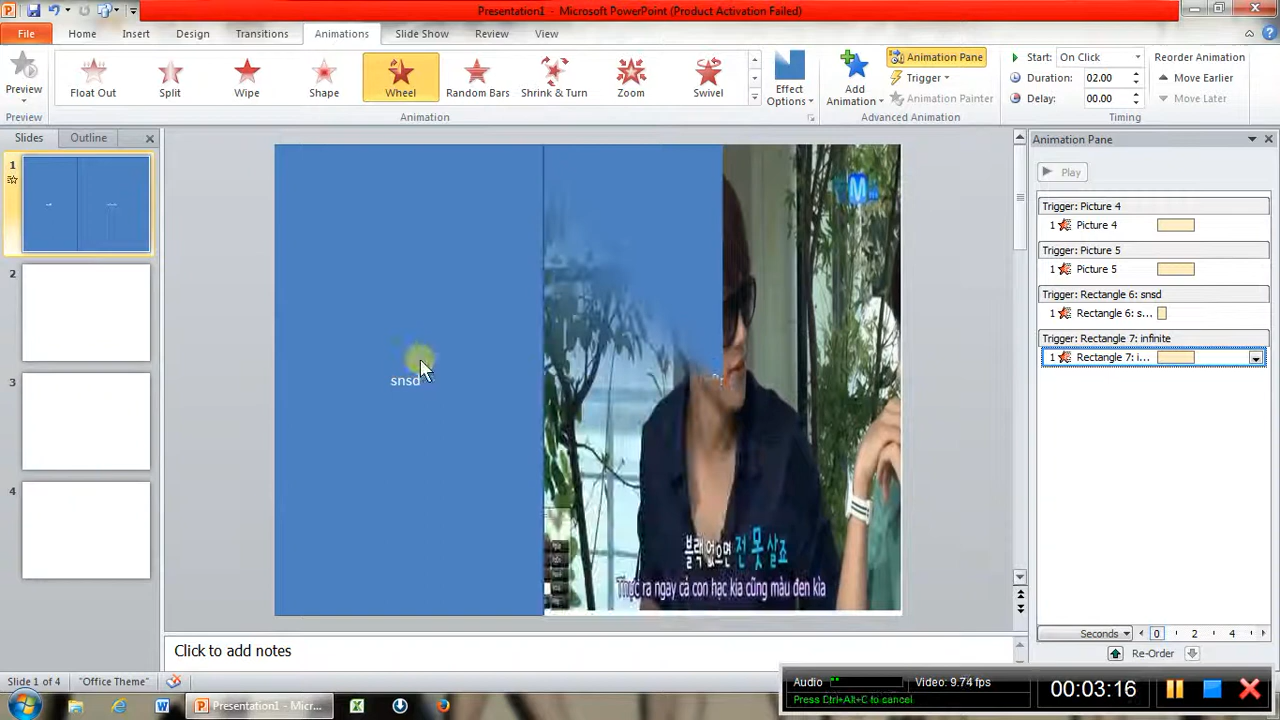 Presentation1 - Microsoft PowerPoint (Product Activation Failed)
File Home Insert Design Transitions Animations Slide Show Review View
Preview
Float Out Split Wipe Shape Wheel Random Bars Shrink & Turn Zoom Swivel
Effect Options
Add Animation
Animation Pane
Trigger
Animation Painter
Start: On Click
Duration: 02.00
Delay: 00.00
Reorder Animation
Move Earlier
Move Later
Preview Animation Advanced Animation Timing
Slides Outline
1
2
3
4
snsd
블랙 없으면 전 못 살죠
Thực ra ngay cả con hạc kia cũng màu đen kìa
Animation Pane
Play
Trigger: Picture 4
1 Picture 4
Trigger: Picture 5
1 Picture 5
Trigger: Rectangle 6: snsd
1 Rectangle 6: s...
Trigger: Rectangle 7: infinite
1 Rectangle 7: i...
Seconds 0 2 4
Re-Order
Click to add notes
Slide 1 of 4 "Office Theme"
Audio Video: 9.74 fps
Press Ctrl+Alt+C to cancel
00:03:16
Presentation1 - Micr...